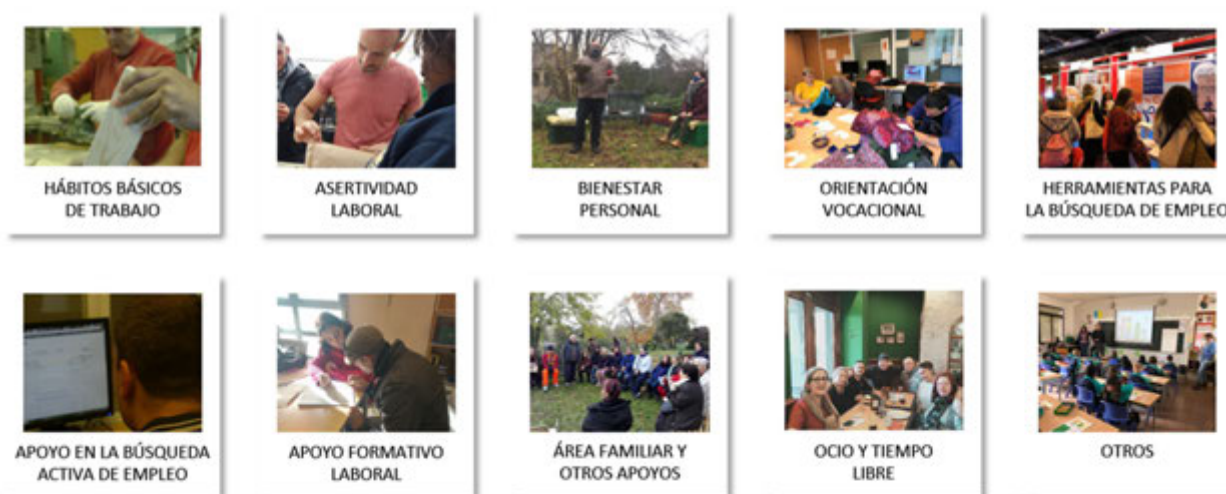 HÁBITOS BÁSICOS
DE TRABAJO
ASERTIVIDAD
LABORAL
BIENESTAR
PERSONAL
ORIENTACIÓN
VOCACIONAL
HERRAMIENTAS PARA
LA BÚSQUEDA DE EMPLEO
APOYO EN LA BÚSQUEDA
ACTIVA DE EMPLEO
APOYO FORMATIVO
LABORAL
ÁREA FAMILIAR Y
OTROS APOYOS
OCIO Y TIEMPO
LIBRE
OTROS